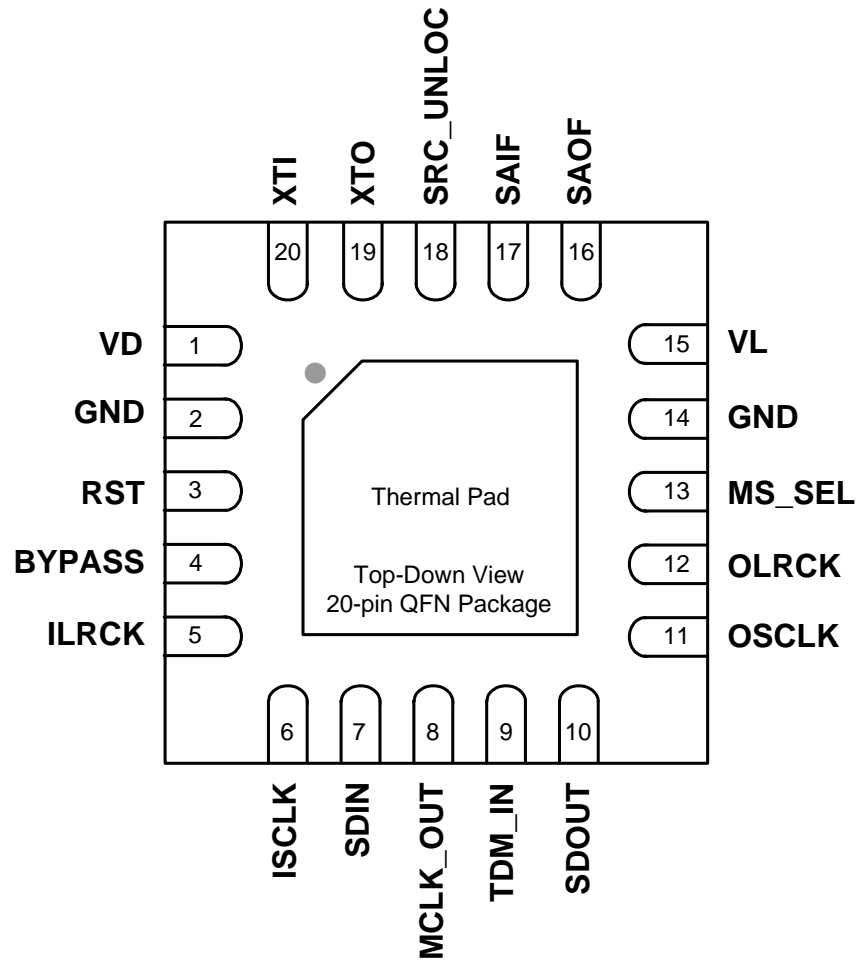 XTI
XTO
SRC_UNLOC
SAIF
SAOF
20
19
18
17
16
VD
1
15
VL
GND
2
14
GND
RST
3
13
MS_SEL
BYPASS
4
12
OLRCK
ILRCK
5
11
OSCLK
Thermal Pad
Top-Down View
20-pin QFN Package
6
7
8
9
10
ISCLK
SDIN
MCLK_OUT
TDM_IN
SDOUT